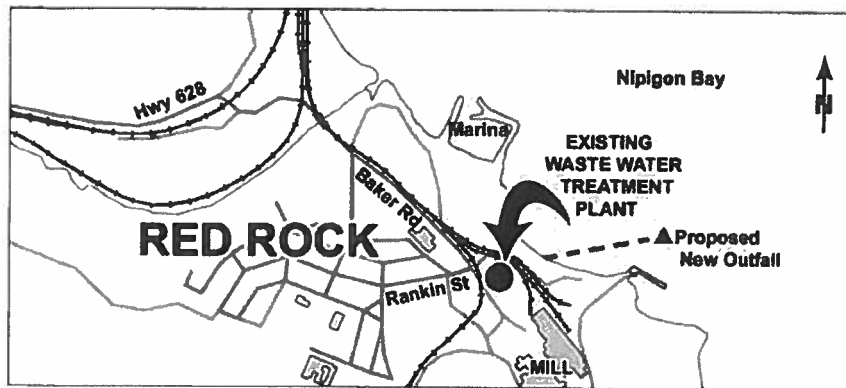 Hwy 628
Nipigon Bay
N
Marina
EXISTING
WASTE WATER
TREATMENT
PLANT
Baker Rd
RED ROCK
Proposed
New Outfall
Rankin St
MILL